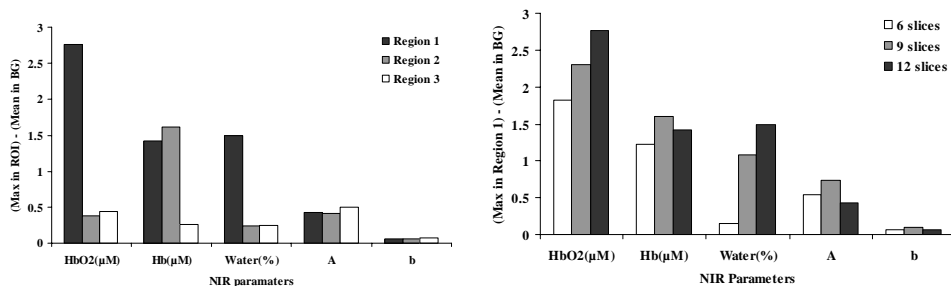 (Max in ROI) - (Mean in BG)
3
2.5
2
1.5
1
0.5
0
Region 1
Region 2
Region 3
HbO2(µM)
Hb(µM)
Water(%)
A
b
NIR paramaters
(Max in Region 1) - (Mean in BG)
3
2.5
2
1.5
1
0.5
0
6 slices
9 slices
12 slices
HbO2(µM)
Hb(µM)
Water(%)
A
b
NIR Parameters